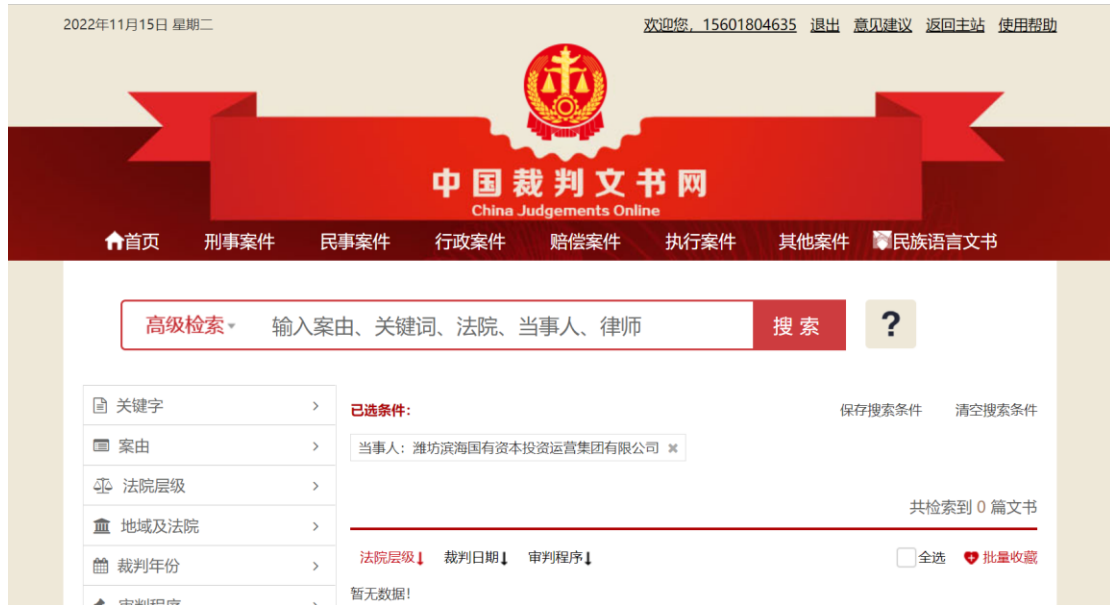 2022年11月15日 星期二
欢迎您，15601804635 退出 意见建议 返回主站 使用帮助
中国裁判文书网
China Judgements Online
首页 刑事案件 民事案件 行政案件 赔偿案件 执行案件 其他案件 民族语言文书
高级检索 输入案由、关键词、法院、当事人、律师 搜索 ?
关键字
案由
法院层级
地域及法院
裁判年份
审判程序
已选条件：
保存搜索条件 清空搜索条件
当事人：潍坊滨海国有资本投资运营集团有限公司
共检索到 0 篇文书
法院层级 裁判日期 审判程序 全选 批量收藏
暂无数据!